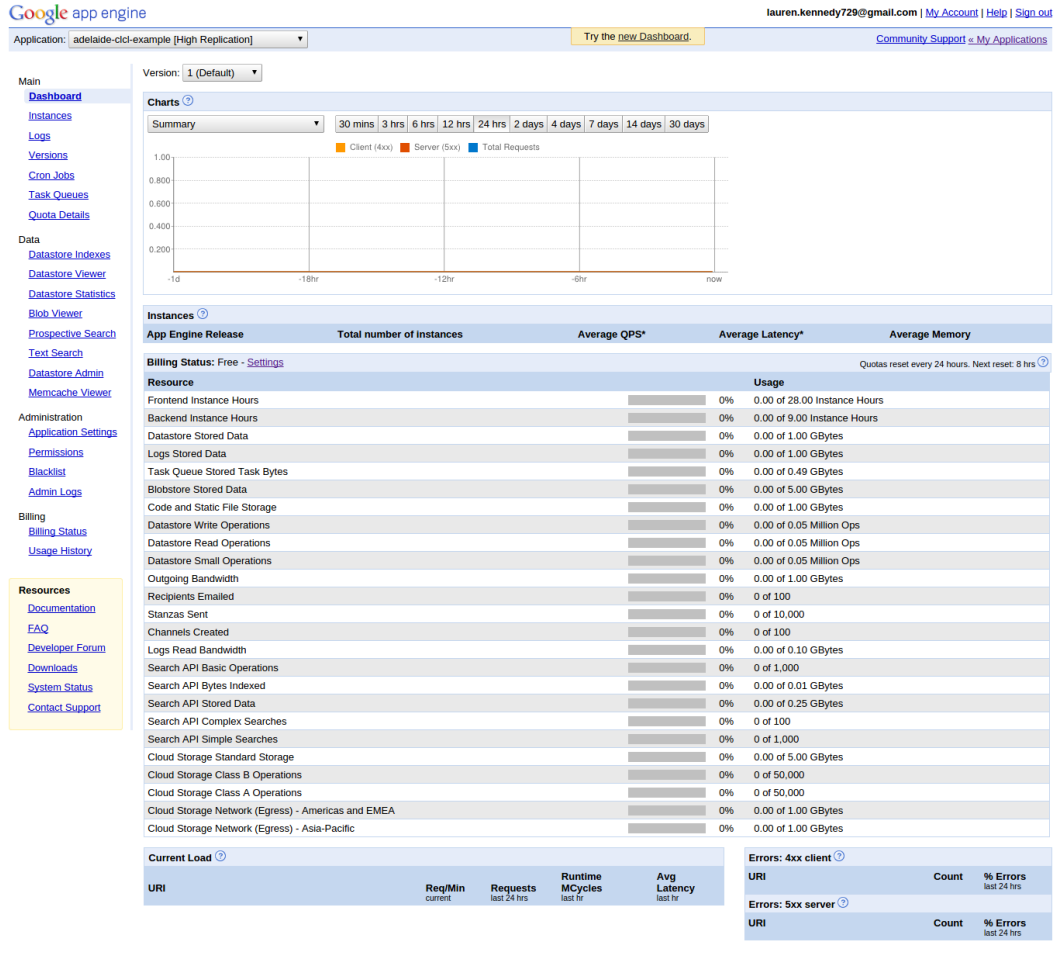 Google app engine
lauren.kennedy729@gmail.com | My Account | Help | Sign out
Application: adelaide-clcl-example [High Replication]
Try the new Dashboard.
Community Support « My Applications
Main
Dashboard
Instances
Logs
Versions
Cron Jobs
Task Queues
Quota Details
Data
Datastore Indexes
Datastore Viewer
Datastore Statistics
Blob Viewer
Prospective Search
Text Search
Datastore Admin
Memcache Viewer
Administration
Application Settings
Permissions
Blacklist
Admin Logs
Billing
Billing Status
Usage History
Resources
Documentation
FAQ
Developer Forum
Downloads
System Status
Contact Support
Version: 1 (Default)
Charts ?
Summary
30 mins 3 hrs 6 hrs 12 hrs 24 hrs 2 days 4 days 7 days 14 days 30 days
Client (4xx) Server (5xx) Total Requests
1.00
0.800
0.600
0.400
0.200
-1d -18hr -12hr -6hr now
Instances ?
App Engine Release Total number of instances Average QPS* Average Latency* Average Memory
Billing Status: Free - Settings
Quotas reset every 24 hours. Next reset: 8 hrs ?
Resource Usage
Frontend Instance Hours 0% 0.00 of 28.00 Instance Hours
Backend Instance Hours 0% 0.00 of 9.00 Instance Hours
Datastore Stored Data 0% 0.00 of 1.00 GBytes
Logs Stored Data 0% 0.00 of 1.00 GBytes
Task Queue Stored Task Bytes 0% 0.00 of 0.49 GBytes
Blobstore Stored Data 0% 0.00 of 5.00 GBytes
Code and Static File Storage 0% 0.00 of 1.00 GBytes
Datastore Write Operations 0% 0.00 of 0.05 Million Ops
Datastore Read Operations 0% 0.00 of 0.05 Million Ops
Datastore Small Operations 0% 0.00 of 0.05 Million Ops
Outgoing Bandwidth 0% 0.00 of 1.00 GBytes
Recipients Emailed 0% 0 of 100
Stanzas Sent 0% 0 of 10,000
Channels Created 0% 0 of 100
Logs Read Bandwidth 0% 0.00 of 0.10 GBytes
Search API Basic Operations 0% 0 of 1,000
Search API Bytes Indexed 0% 0.00 of 0.01 GBytes
Search API Stored Data 0% 0.00 of 0.25 GBytes
Search API Complex Searches 0% 0 of 100
Search API Simple Searches 0% 0 of 1,000
Cloud Storage Standard Storage 0% 0.00 of 5.00 GBytes
Cloud Storage Class B Operations 0% 0 of 50,000
Cloud Storage Class A Operations 0% 0 of 50,000
Cloud Storage Network (Egress) - Americas and EMEA 0% 0.00 of 1.00 GBytes
Cloud Storage Network (Egress) - Asia-Pacific 0% 0.00 of 1.00 GBytes
Current Load ?
URI
Req/Min
current
Requests
last 24 hrs
Runtime
MCycles
last hr
Avg
Latency
last hr
Errors: 4xx client ?
URI Count % Errors
last 24 hrs
Errors: 5xx server ?
URI Count % Errors
last 24 hrs